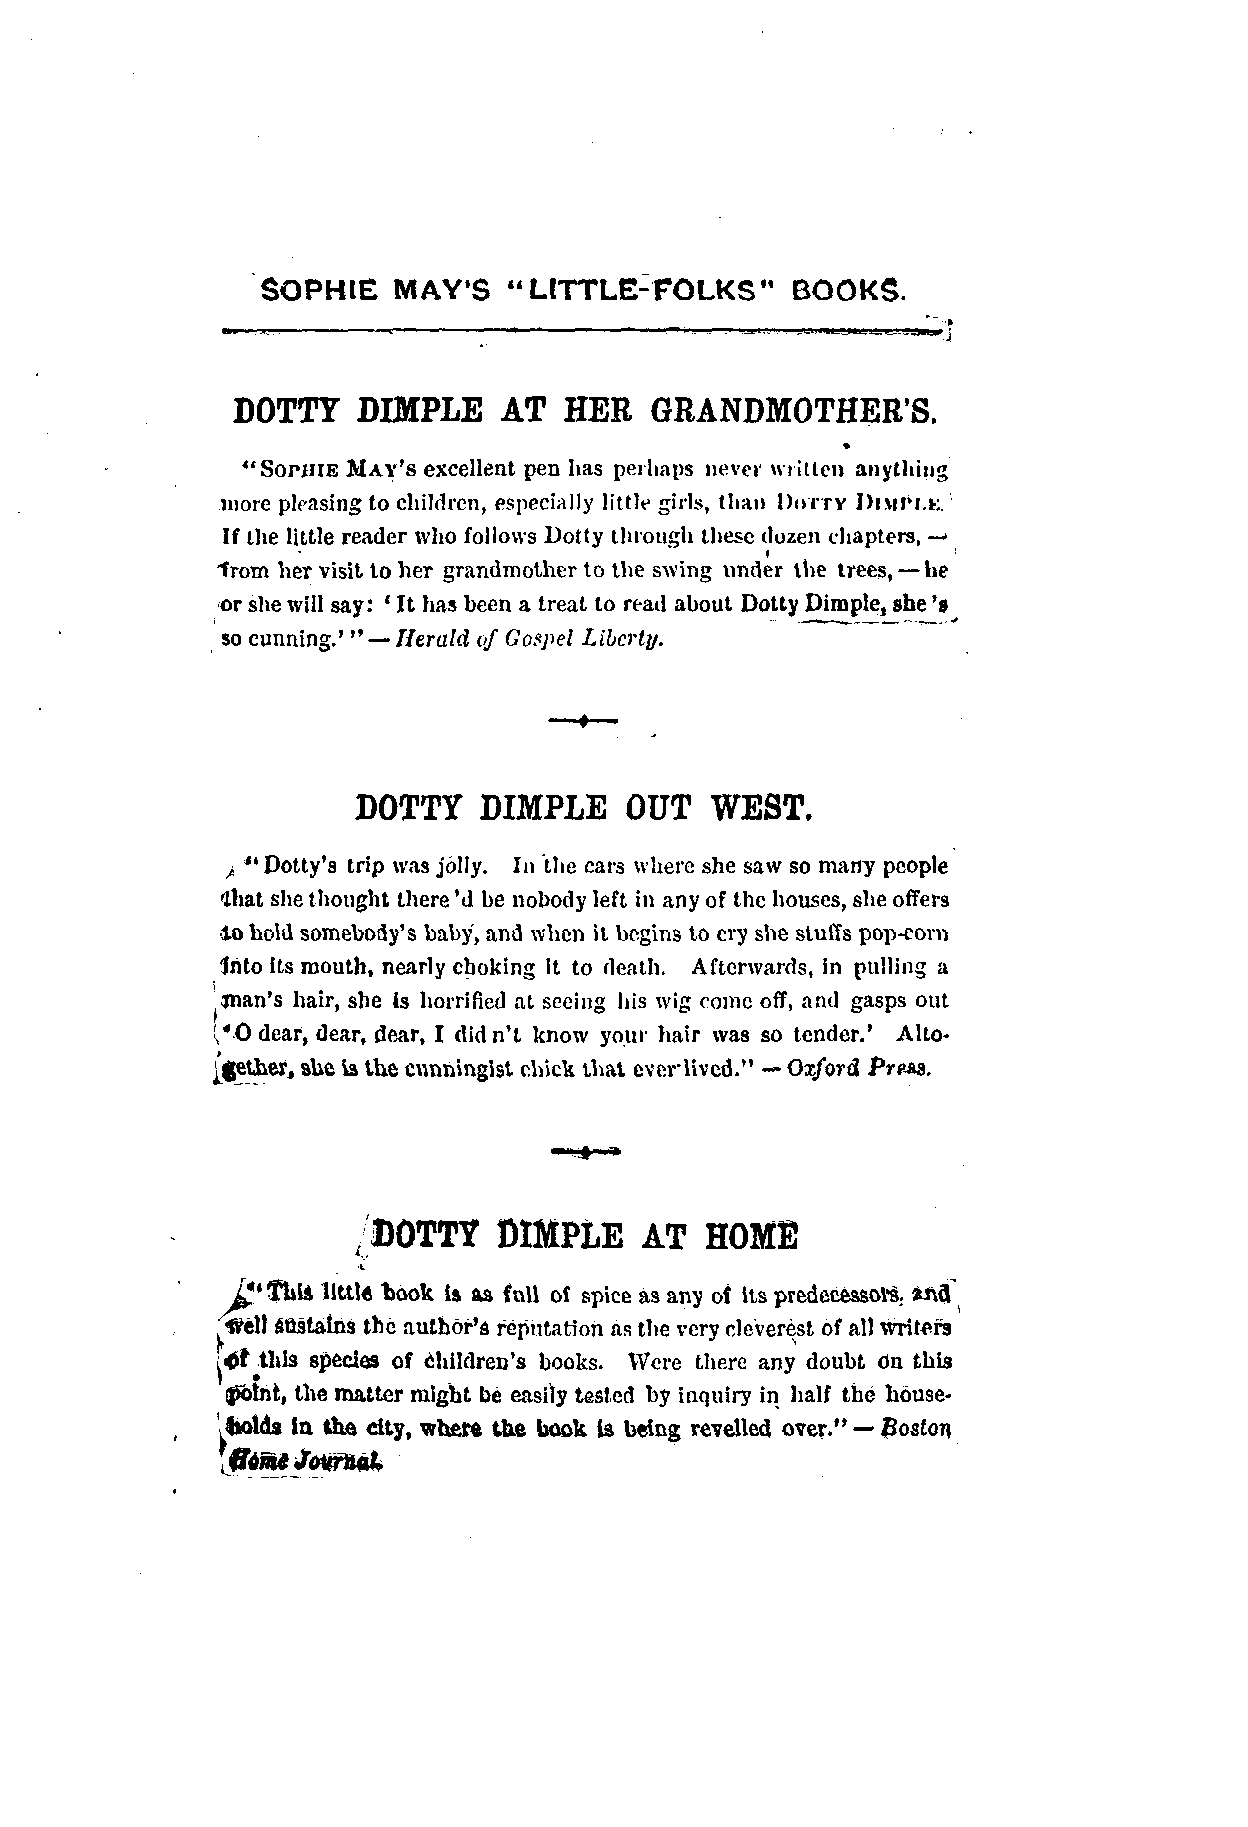 SOPHIE MAY'S "LITTLE-FOLKS" BOOKS.
DOTTY DIMPLE AT HER GRANDMOTHER'S.
"SOPHIE MAY'S excellent pen has perhaps never written anything
more pleasing to children, especially little girls, than DOTTY DIMPLE.
If the little reader who follows Dotty through these dozen chapters, —
from her visit to her grandmother to the swing under the trees, — he
or she will say: 'It has been a treat to read about Dotty Dimple, she's
so cunning.'" — Herald of Gospel Liberty.
DOTTY DIMPLE OUT WEST.
"Dotty's trip was jolly. In the cars where she saw so many people
that she thought there'd be nobody left in any of the houses, she offers
to hold somebody's baby, and when it begins to cry she stuffs pop-corn
into its mouth, nearly choking it to death. Afterwards, in pulling a
man's hair, she is horrified at seeing his wig come off, and gasps out
'O dear, dear, dear, I didn't know your hair was so tender.' Alto-
gether, she is the cunningist chick that ever lived." — Oxford Press.
DOTTY DIMPLE AT HOME
"This little book is as full of spice as any of its predecessors, and
well sustains the author's reputation as the very cleverest of all writers
of this species of children's books. Were there any doubt on this
point, the matter might be easily tested by inquiry in half the house-
holds in the city, where the book is being revelled over." — Boston
Home Journal.